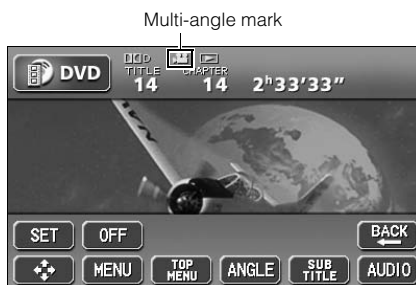 Multi-angle mark
DVD
TITLE CHAPTER
14 14 2h33'33"
SET OFF BACK
MENU TOP MENU ANGLE SUB TITLE AUDIO